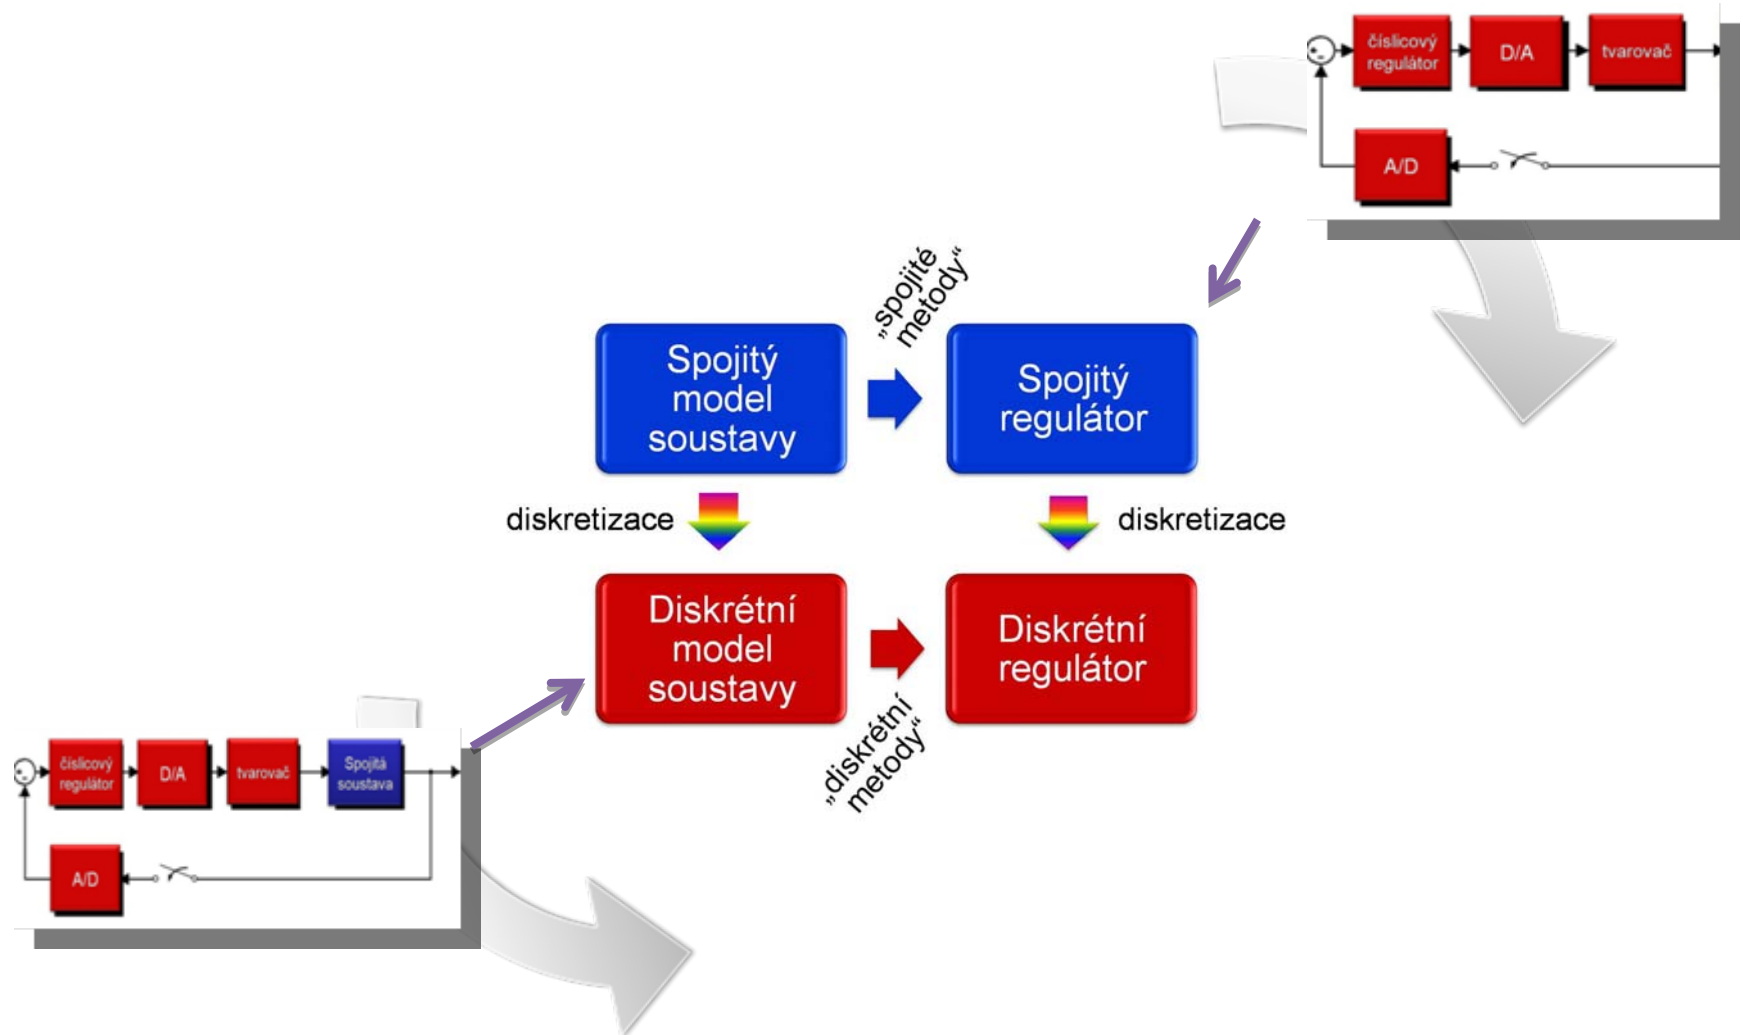 číslicový
regulátor
D/A
tvarovač
A/D
„spojité
metody“
Spojitý
model
soustavy
Spojitý
regulátor
diskretizace
diskretizace
Diskrétní
model
soustavy
Diskrétní
regulátor
„diskrétní
metody“
číslicový
regulátor
D/A
tvarovač
Spojitá
soustava
A/D